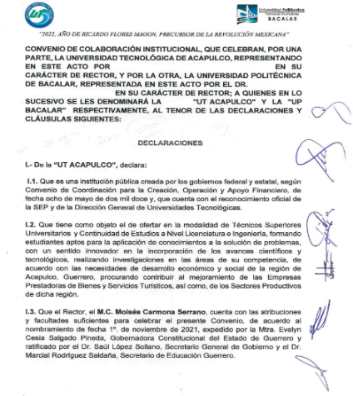 Universidad
Politécnica
BACALAR
"2022, AÑO DE RICARDO FLORES MAGON, PRECURSOR DE LA REVOLUCIÓN MEXICANA"
CONVENIO DE COLABORACIÓN INSTITUCIONAL, QUE CELEBRAN, POR UNA
PARTE, LA UNIVERSIDAD TECNOLÓGICA DE ACAPULCO, REPRESENTANDO
EN ESTE ACTO POR EN SU
CARÁCTER DE RECTOR, Y POR LA OTRA, LA UNIVERSIDAD POLITÉCNICA
DE BACALAR, REPRESENTADA EN ESTE ACTO POR EL DR.
EN SU CARÁCTER DE RECTOR; A QUIENES EN LO
SUCESIVO SE LES DENOMINARÁ LA "UT ACAPULCO" Y LA "UP
BACALAR" RESPECTIVAMENTE, AL TENOR DE LAS DECLARACIONES Y
CLÁUSULAS SIGUIENTES:
DECLARACIONES
I.- De la "UT ACAPULCO", declara:
I.1. Que es una institución pública creada por los gobiernos federal y estatal, según
Convenio de Coordinación para la Creación, Operación y Apoyo Financiero, de
fecha ocho de mayo de dos mil doce y, que cuenta con el reconocimiento oficial de
la SEP y de la Dirección General de Universidades Tecnológicas.
I.2. Que tiene como objeto el de ofertar en la modalidad de Técnicos Superiores
Universitarios y Continuidad de Estudios a Nivel Licenciatura e Ingeniería, formando
estudiantes aptos para la aplicación de conocimientos a la solución de problemas,
con un sentido innovador en la incorporación de los avances científicos y
tecnológicos, realizando investigaciones en las áreas de su competencia, de
acuerdo con las necesidades de desarrollo económico y social de la región de
Acapulco, Guerrero, procurando contribuir al mejoramiento de las Empresas
Prestadoras de Bienes y Servicios Turísticos, así como, de los Sectores Productivos
de dicha región.
I.3. Que el Rector, el M.C. Moisés Carmona Serrano, cuenta con las atribuciones
y facultades suficientes para celebrar el presente Convenio, de acuerdo al
nombramiento de fecha 1º. de noviembre de 2021, expedido por la Mtra. Evelyn
Cesia Salgado Pineda, Gobernadora Constitucional del Estado de Guerrero y
ratificado por el Dr. Saúl López Sollano, Secretario General de Gobierno y el Dr.
Marcial Rodríguez Saldaña, Secretario de Educación Guerrero.